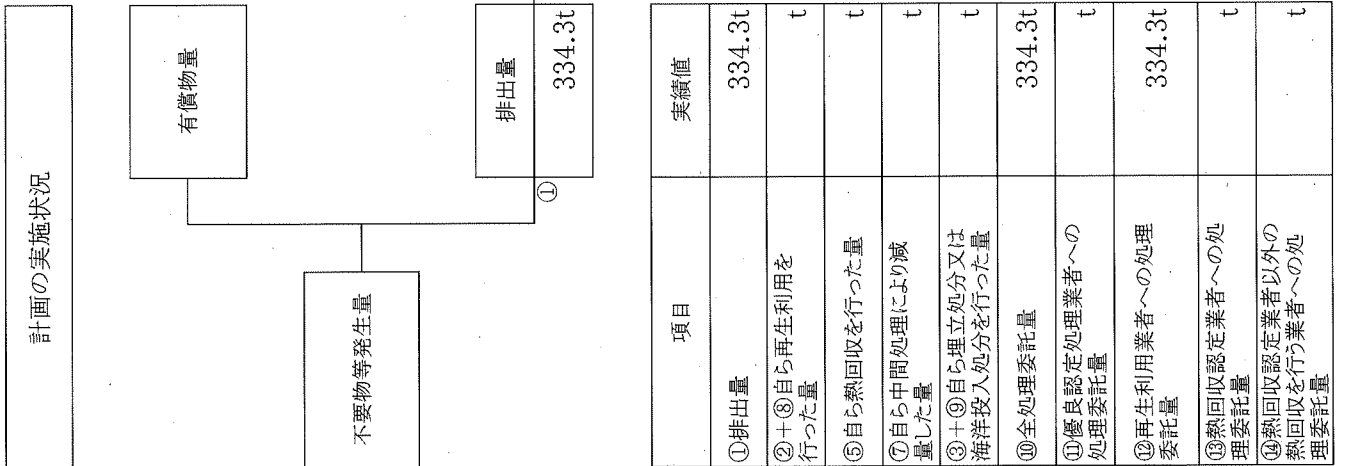 計画の実施状況
有償物量
不要物等発生量
排出量
①
334.3t
項目 実績値
①排出量 334.3t
②+⑧自ら再生利用を
行った量 t
⑤自ら熱回収を行った量 t
⑦自ら中間処理により減
量した量 t
③+⑨自ら埋立処分又は
海洋投入処分を行った量 t
⑩全処理委託量 334.3t
⑪優良認定処理業者への
処理委託量 t
⑫再生利用業者への処理
委託量 334.3t
⑬熱回収認定業者への処
理委託量 t
⑭熱回収認定業者以外の
熱回収を行う業者への処
理委託量 t